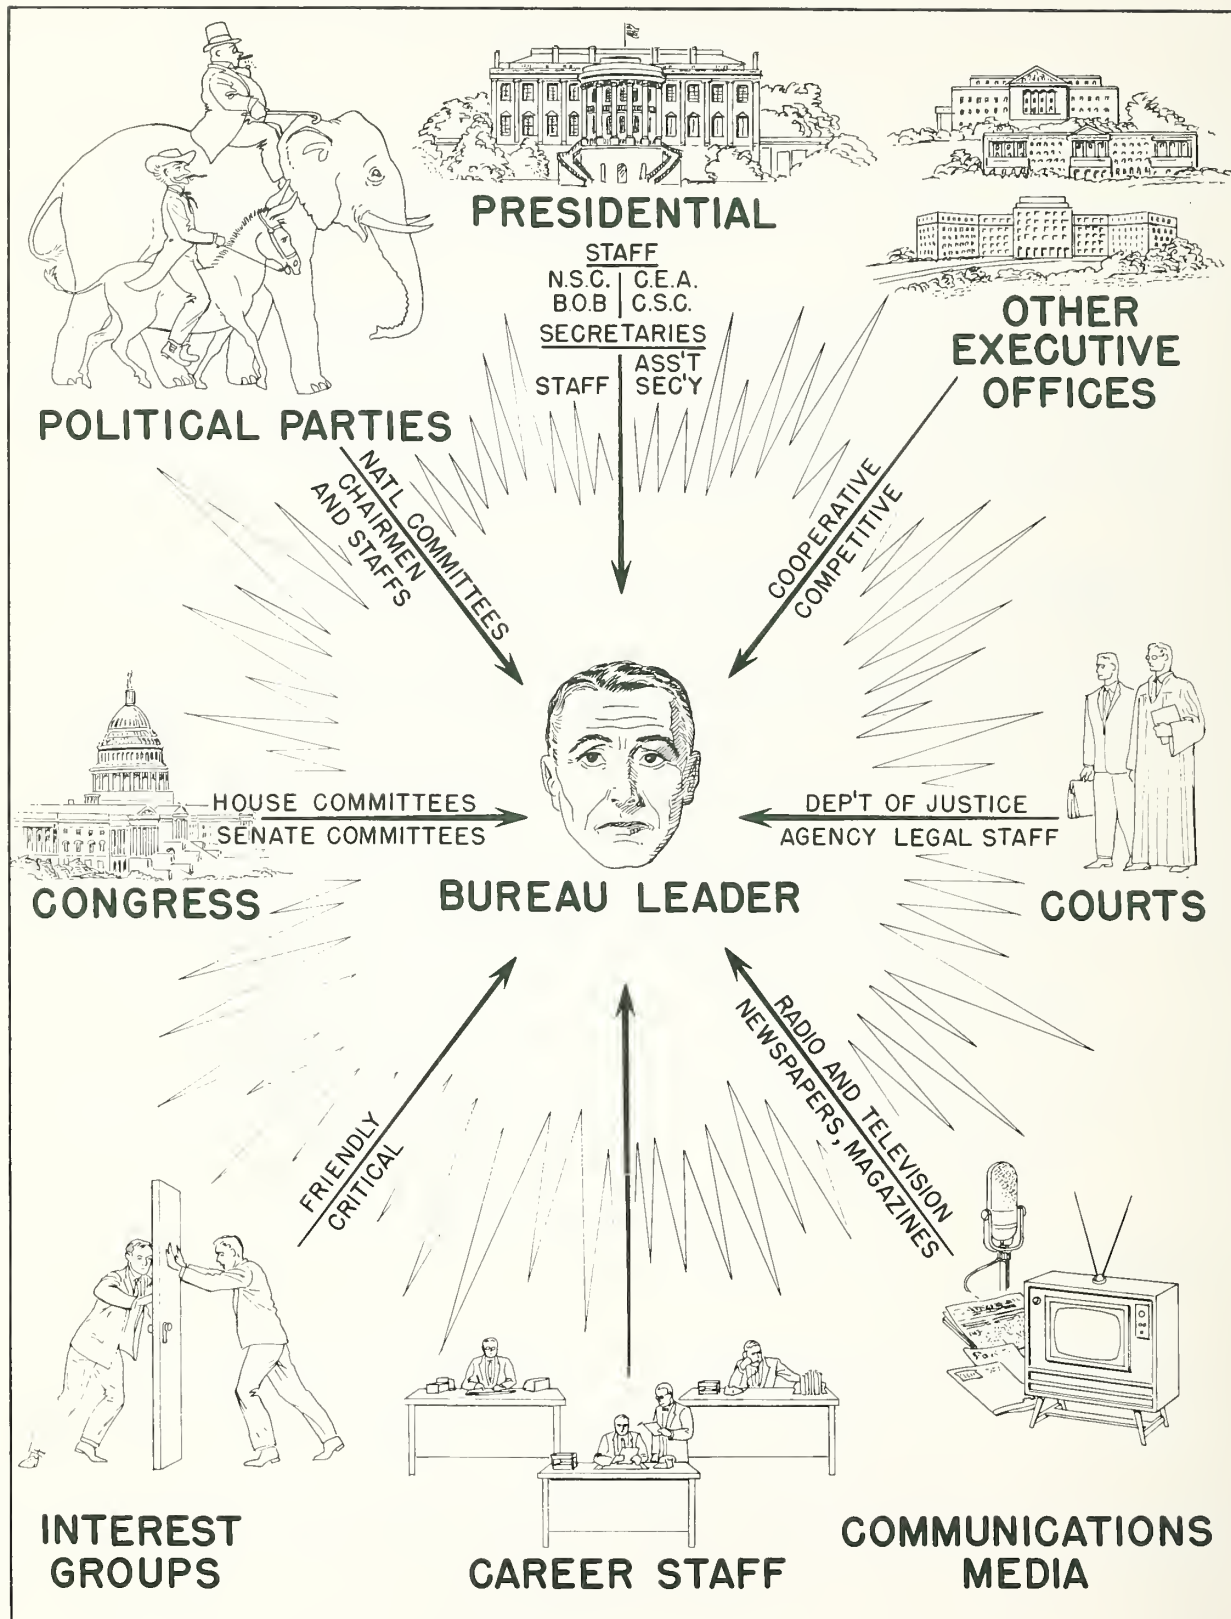 PRESIDENTIAL
STAFF
N.S.C. | C.E.A.
B.O.B | C.S.C.
SECRETARIES
STAFF | ASS'T
SEC'Y
OTHER
EXECUTIVE
OFFICES
POLITICAL PARTIES
NAT'L COMMITTEES
CHAIRMEN
AND STAFFS
COOPERATIVE
COMPETITIVE
HOUSE COMMITTEES
SENATE COMMITTEES
CONGRESS
BUREAU LEADER
DEP'T OF JUSTICE
AGENCY LEGAL STAFF
COURTS
FRIENDLY
CRITICAL
RADIO AND TELEVISION
NEWSPAPERS, MAGAZINES
INTEREST
GROUPS
CAREER STAFF
COMMUNICATIONS
MEDIA